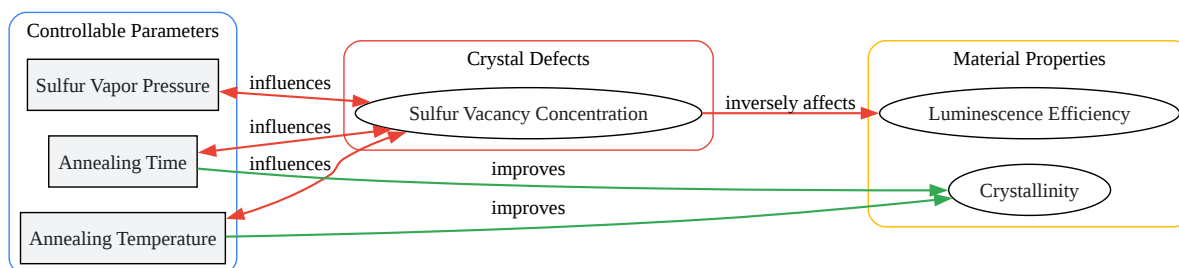 Controllable Parameters
Sulfur Vapor Pressure
Annealing Time
Annealing Temperature
influences
influences
influences
Crystal Defects
Sulfur Vacancy Concentration
improves
improves
inversely affects
Material Properties
Luminescence Efficiency
Crystallinity